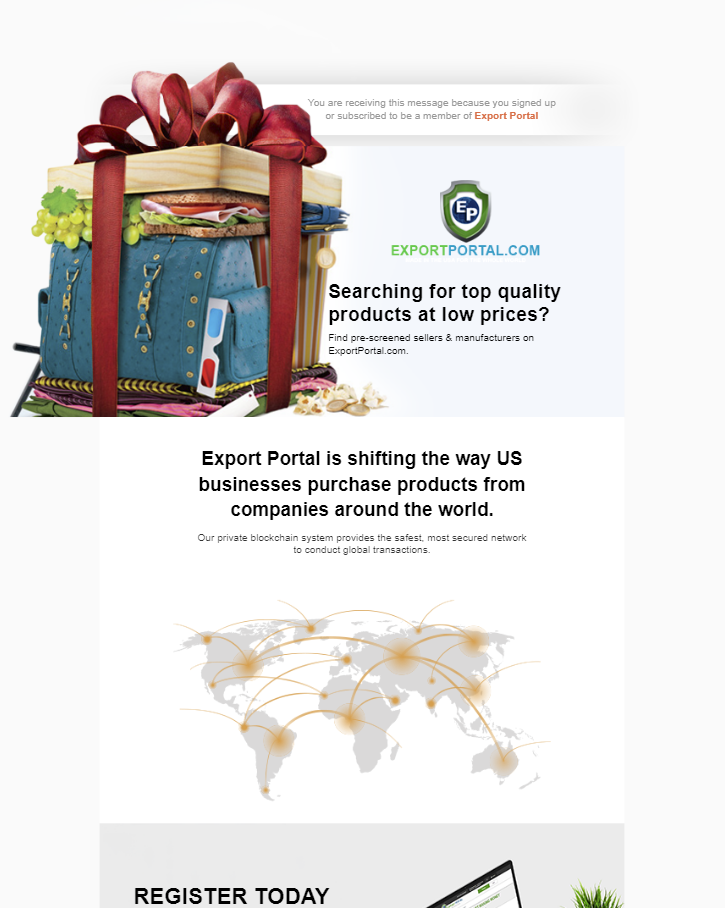 You are receiving this message because you signed up
or subscribed to be a member of Export Portal
EP
EXPORTPORTAL.COM
Searching for top quality
products at low prices?
Find pre-screened sellers & manufacturers on
ExportPortal.com.
Export Portal is shifting the way US
businesses purchase products from
companies around the world.
Our private blockchain system provides the safest, most secured network
to conduct global transactions.
REGISTER TODAY